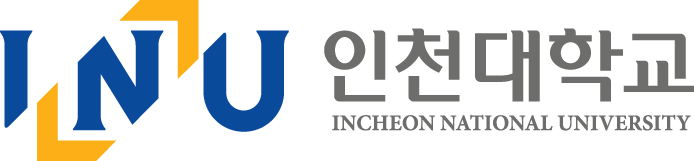 INU
인천대학교
INCHEON NATIONAL UNIVERSITY